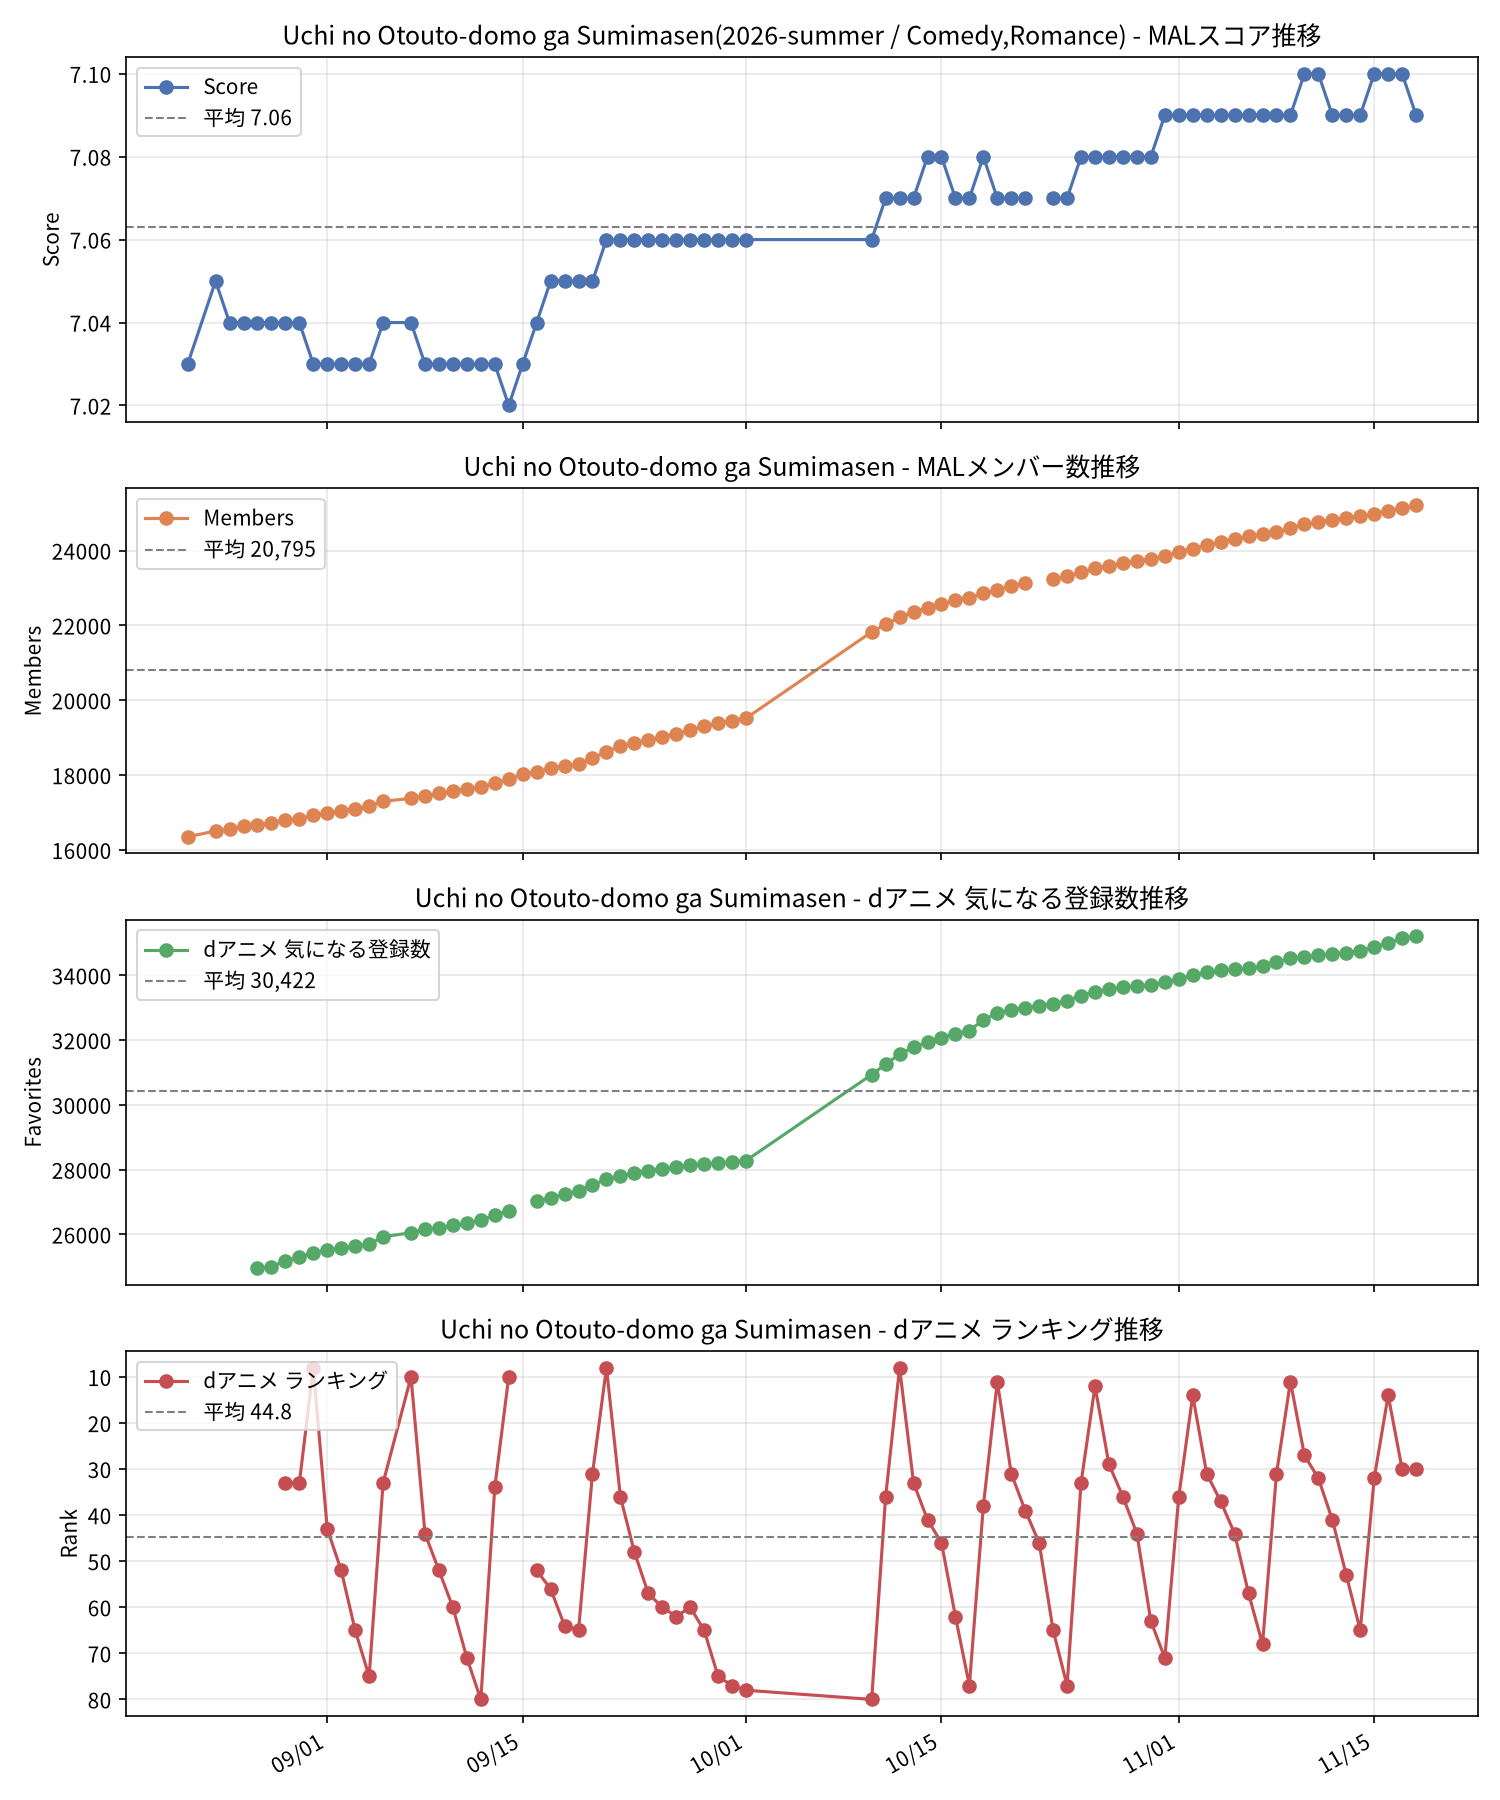 Uchi no Otouto-domo ga Sumimasen(2026-summer / Comedy,Romance) - MALスコア推移
Score
平均 7.06
Score
7.10
7.08
7.06
7.04
7.02
Uchi no Otouto-domo ga Sumimasen - MALメンバー数推移
Members
平均 20,795
Members
24000
22000
20000
18000
16000
Uchi no Otouto-domo ga Sumimasen - dアニメ 気になる登録数推移
dアニメ 気になる登録数
平均 30,422
Favorites
34000
32000
30000
28000
26000
Uchi no Otouto-domo ga Sumimasen - dアニメ ランキング推移
dアニメ ランキング
平均 44.8
Rank
10
20
30
40
50
60
70
80
09/01
09/15
10/01
10/15
11/01
11/15